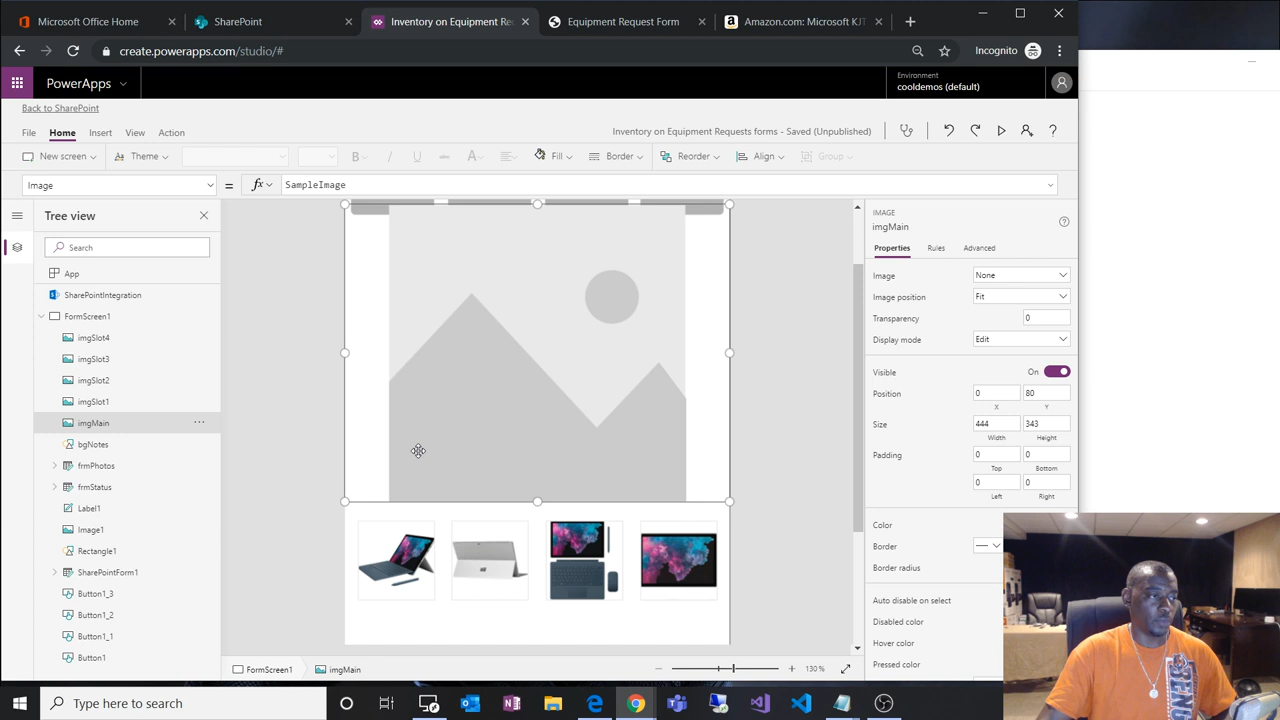 Microsoft Office Home
SharePoint
Inventory on Equipment Re
Equipment Request Form
Amazon.com: Microsoft KJT
create.powerapps.com/studio/#
Incognito
PowerApps
Environment
cooldemos (default)
Back to SharePoint
File
Home
Insert
View
Action
Inventory on Equipment Requests forms - Saved (Unpublished)
New screen
Theme
B
I
U
abc
A
Fill
Border
Reorder
Align
Group
Image
=
fx
SampleImage
Tree view
Search
App
SharePointIntegration
FormScreen1
imgSlot4
imgSlot3
imgSlot2
imgSlot1
imgMain
bgNotes
frmPhotos
frmStatus
Label1
Image1
Rectangle1
SharePointForm1
Button1_3
Button1_2
Button1_1
Button1
IMAGE
imgMain
Properties
Rules
Advanced
Image
None
Image position
Fit
Transparency
0
Display mode
Edit
Visible
On
Position
0
80
X
Y
Size
444
343
Width
Height
Padding
0
0
Top
Bottom
0
0
Left
Right
Color
Border
Border radius
Auto disable on select
Disabled color
Hover color
Pressed color
FormScreen1
imgMain
130 %
Type here to search